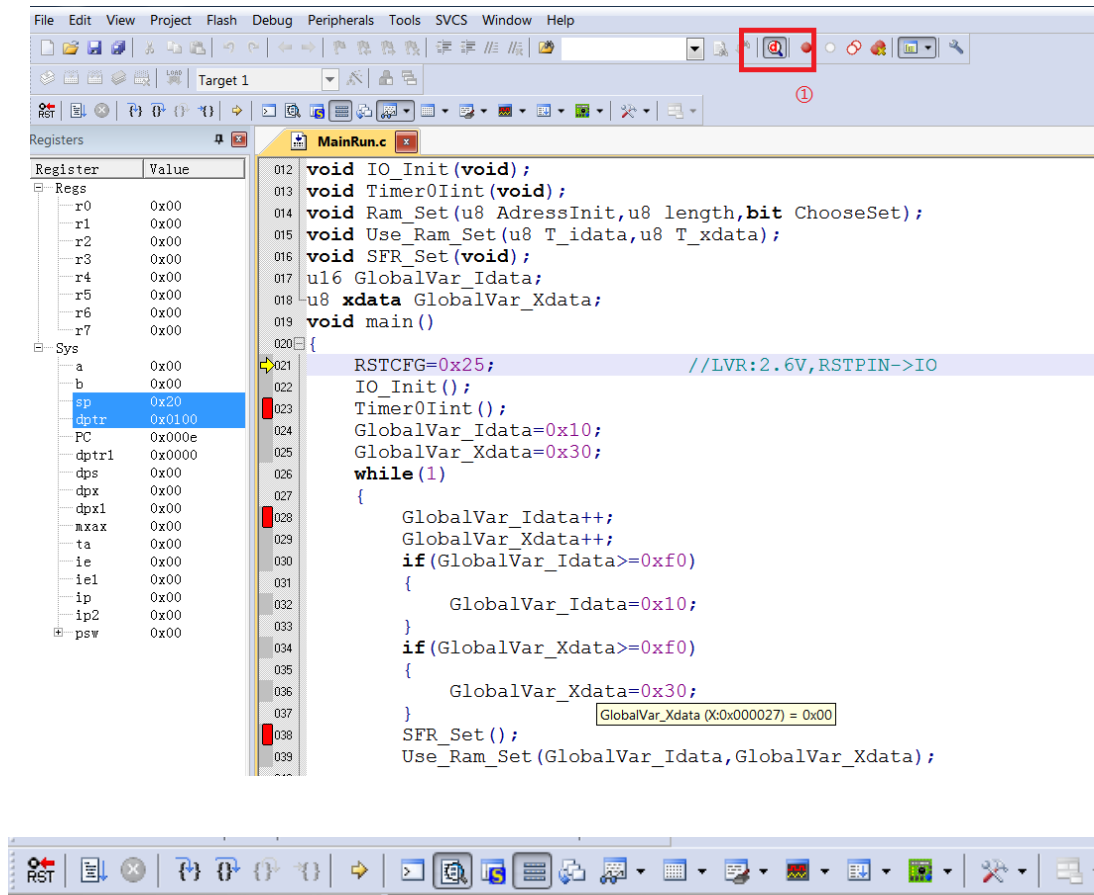 File Edit View Project Flash Debug Peripherals Tools SVCS Window Help
LOAD Target 1
①
RST
Registers
MainRun.c
Register Value
Regs
r0 0x00
r1 0x00
r2 0x00
r3 0x00
r4 0x00
r5 0x00
r6 0x00
r7 0x00
Sys
a 0x00
b 0x00
sp 0x20
dptr 0x0100
PC 0x000e
dptr1 0x0000
dps 0x00
dpx 0x00
dpx1 0x00
mxax 0x00
ta 0x00
ie 0x00
ie1 0x00
ip 0x00
ip2 0x00
psw 0x00
012 void IO_Init(void);
013 void Timer0Iint(void);
014 void Ram_Set(u8 AdressInit,u8 length,bit ChooseSet);
015 void Use_Ram_Set(u8 T_idata,u8 T_xdata);
016 void SFR_Set(void);
017 u16 GlobalVar_Idata;
018 u8 xdata GlobalVar_Xdata;
019 void main()
020 {
021 RSTCFG=0x25; //LVR:2.6V,RSTPIN->IO
022 IO_Init();
023 Timer0Iint();
024 GlobalVar_Idata=0x10;
025 GlobalVar_Xdata=0x30;
026 while(1)
027 {
028 GlobalVar_Idata++;
029 GlobalVar_Xdata++;
030 if(GlobalVar_Idata>=0xf0)
031 {
032 GlobalVar_Idata=0x10;
033 }
034 if(GlobalVar_Xdata>=0xf0)
035 {
036 GlobalVar_Xdata=0x30;
037 }
GlobalVar_Xdata (X:0x000027) = 0x00
038 SFR_Set();
039 Use_Ram_Set(GlobalVar_Idata,GlobalVar_Xdata);
RST